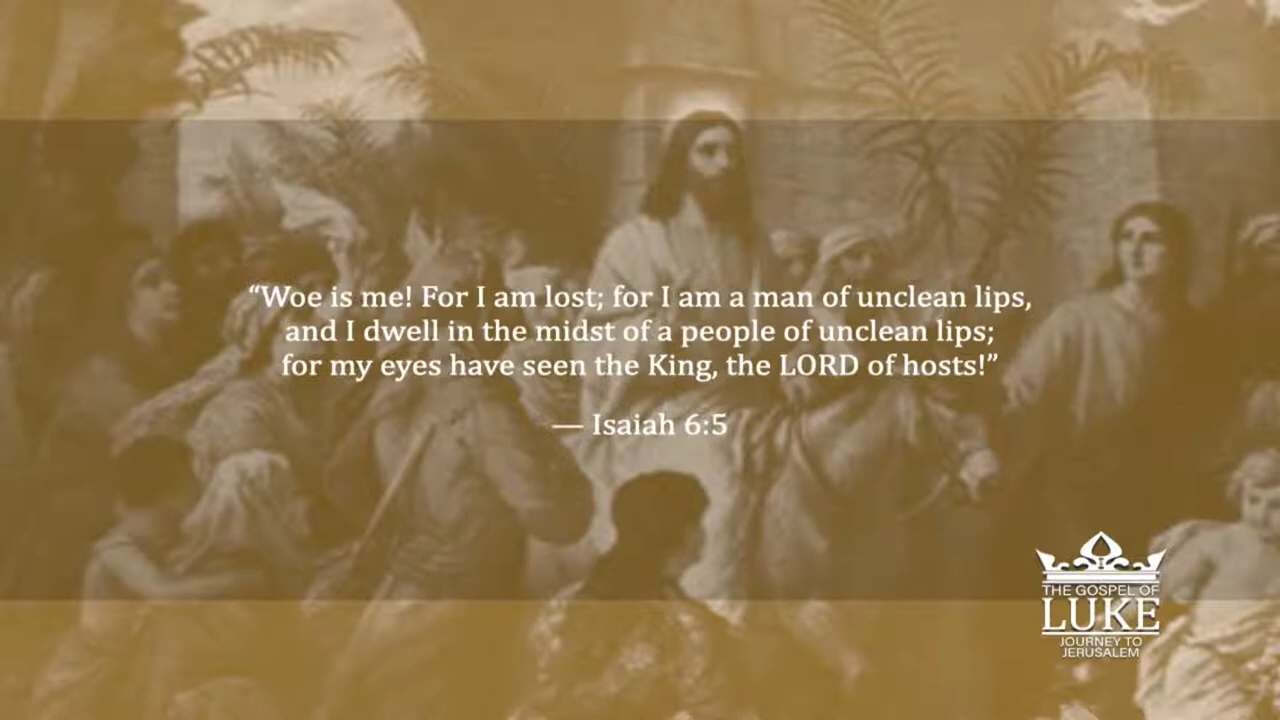 “Woe is me! For I am lost; for I am a man of unclean lips,
and I dwell in the midst of a people of unclean lips;
for my eyes have seen the King, the LORD of hosts!”
— Isaiah 6:5
THE GOSPEL OF
LUKE
JOURNEY TO
JERUSALEM